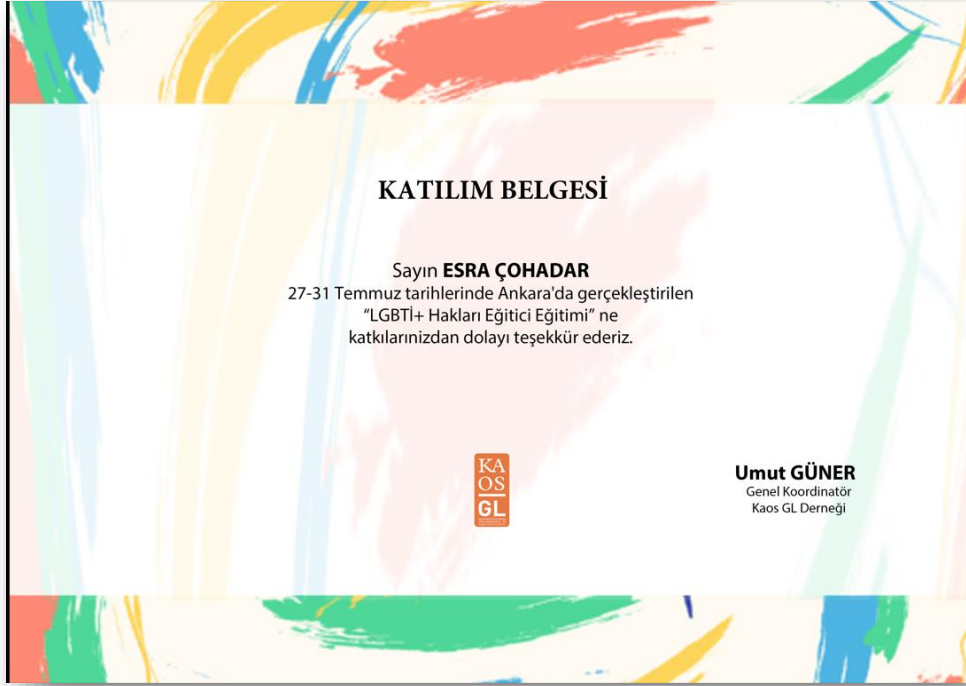 KATILIM BELGESİ
Sayın ESRA ÇOHADAR
27-31 Temmuz tarihlerinde Ankara'da gerçekleştirilen
“LGBTİ+ Hakları Eğitici Eğitimi” ne
katkılarınizdan dolayı teşekkür ederiz.
KA
OS
GL
Umut GÜNER
Genel Koordinatör
Kaos GL Derneği